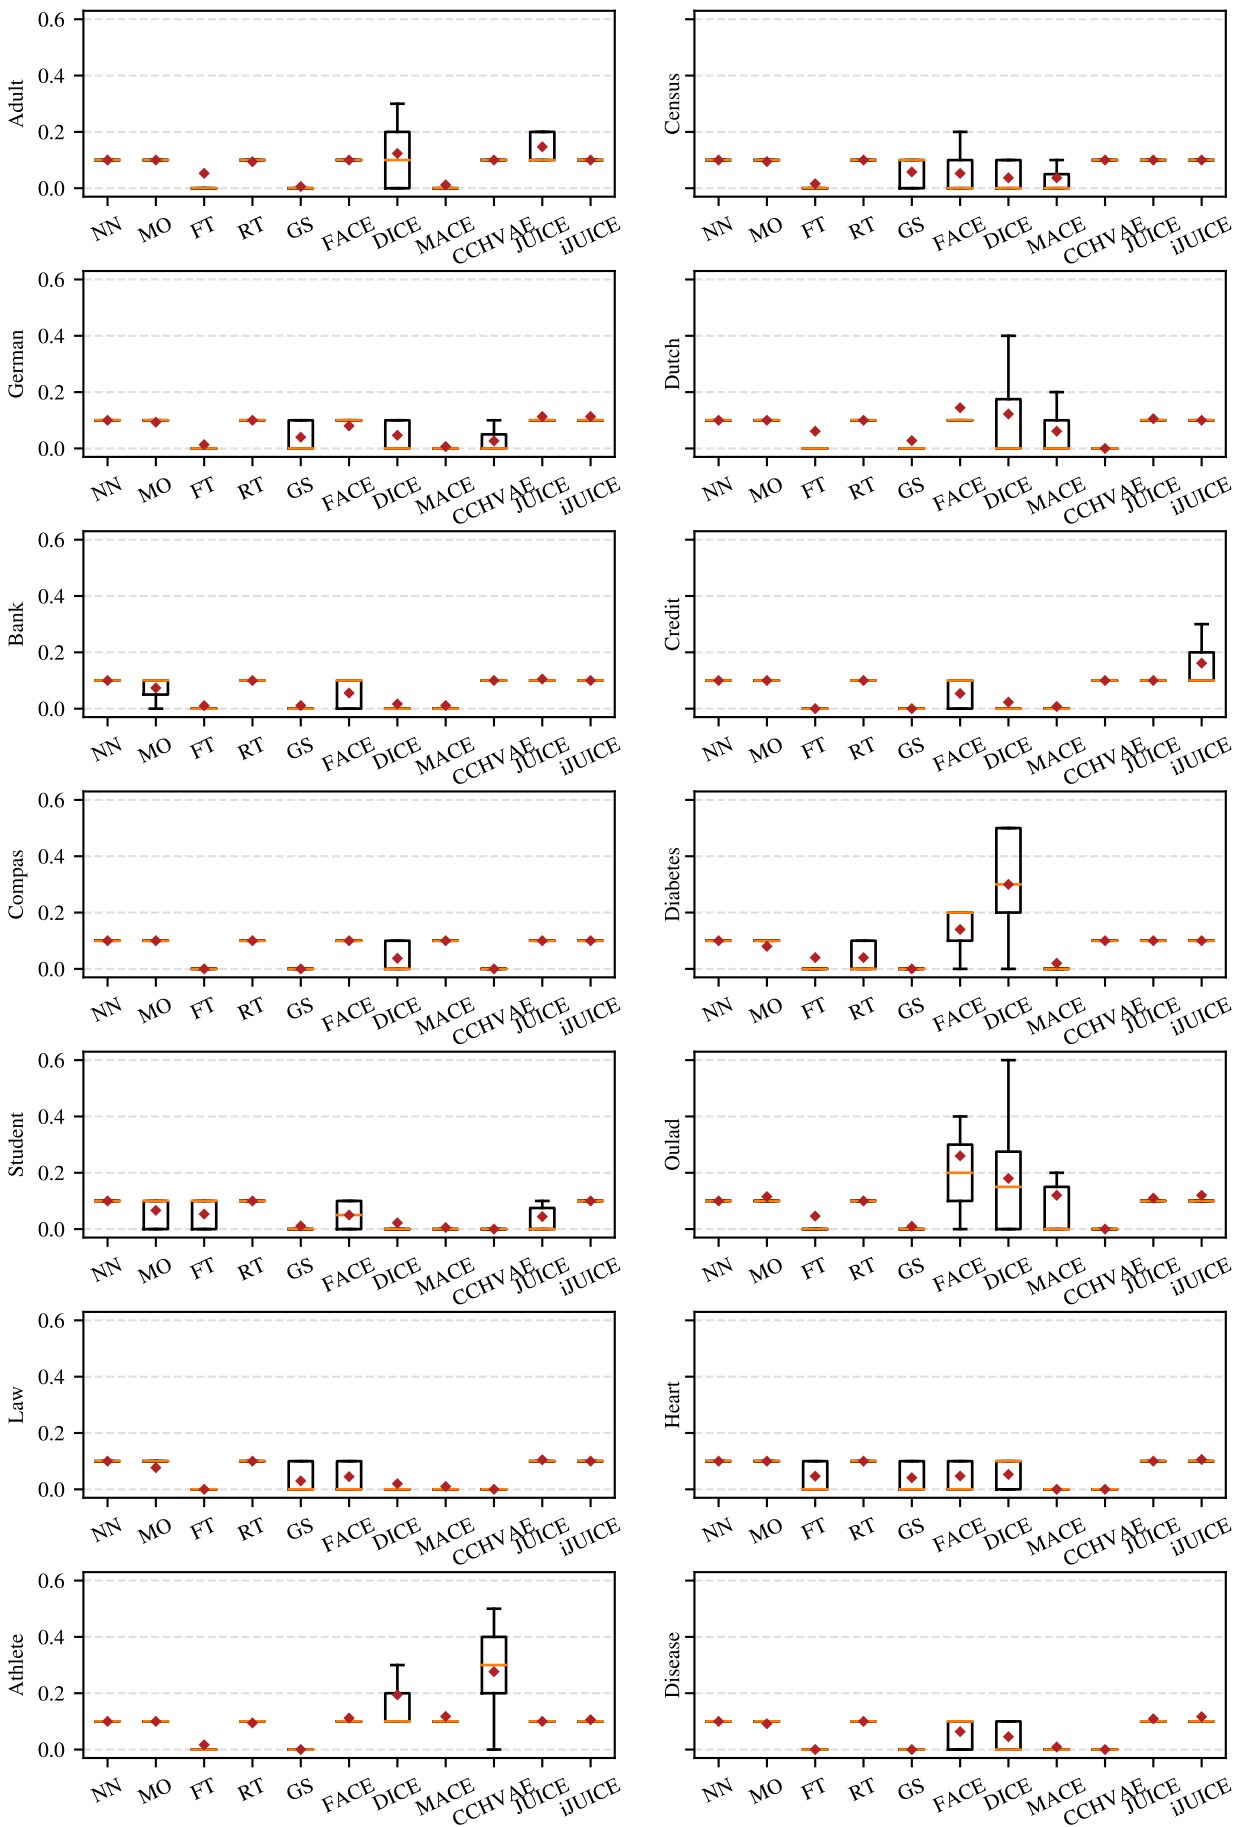 Adult
0.6
0.4
0.2
0.0
NN MO FT RT GS FACE DICE MACE CCHVAE JUICE iJUICE
Census
NN MO FT RT GS FACE DICE MACE CCHVAE JUICE iJUICE
German
0.6
0.4
0.2
0.0
NN MO FT RT GS FACE DICE MACE CCHVAE JUICE iJUICE
Dutch
NN MO FT RT GS FACE DICE MACE CCHVAE JUICE iJUICE
Bank
0.6
0.4
0.2
0.0
NN MO FT RT GS FACE DICE MACE CCHVAE JUICE iJUICE
Credit
NN MO FT RT GS FACE DICE MACE CCHVAE JUICE iJUICE
Compas
0.6
0.4
0.2
0.0
NN MO FT RT GS FACE DICE MACE CCHVAE JUICE iJUICE
Diabetes
NN MO FT RT GS FACE DICE MACE CCHVAE JUICE iJUICE
Student
0.6
0.4
0.2
0.0
NN MO FT RT GS FACE DICE MACE CCHVAE JUICE iJUICE
Oulad
NN MO FT RT GS FACE DICE MACE CCHVAE JUICE iJUICE
Law
0.6
0.4
0.2
0.0
NN MO FT RT GS FACE DICE MACE CCHVAE JUICE iJUICE
Heart
NN MO FT RT GS FACE DICE MACE CCHVAE JUICE iJUICE
Athlete
0.6
0.4
0.2
0.0
NN MO FT RT GS FACE DICE MACE CCHVAE JUICE iJUICE
Disease
NN MO FT RT GS FACE DICE MACE CCHVAE JUICE iJUICE